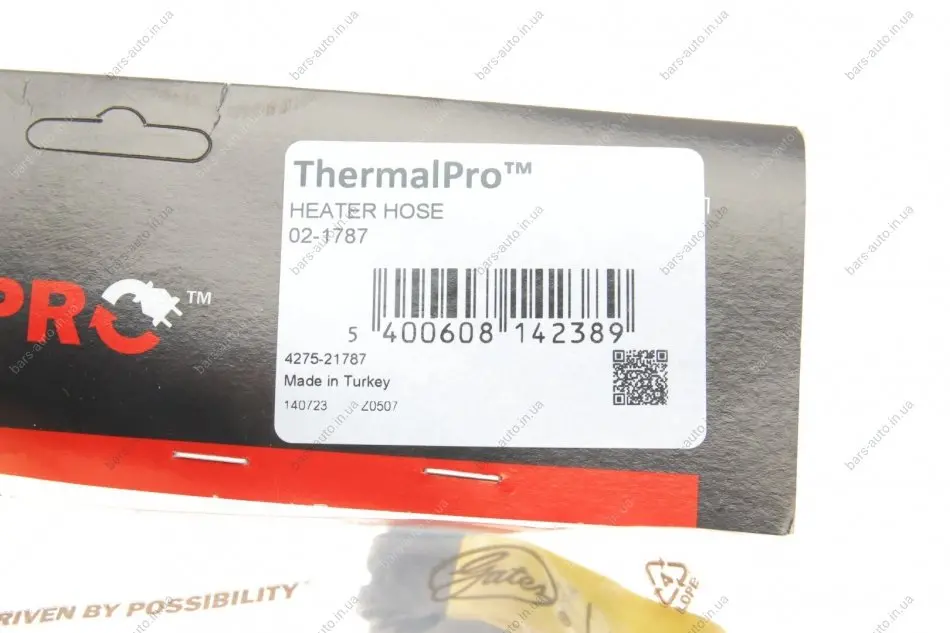 ThermalPro™
HEATER HOSE
02-1787
PRO™
5 400608 142389
4275-21787
Made in Turkey
140723 Z0507
Gates
DRIVEN BY POSSIBILITY™
LDPE
bars-auto.in.ua